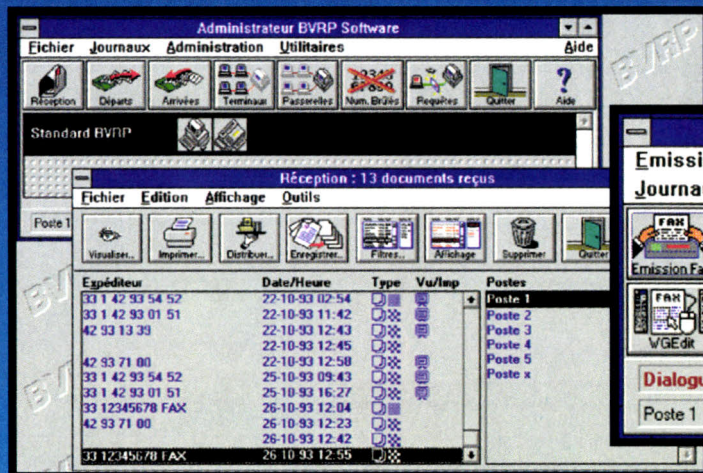 Administrateur BVRP Software
Fichier Journaux Administration Utilitaires Aide
Réception Départs Arrivées Terminaux Passerelles Num. Brûlés Requêtes Quitter Aide
Standard BVRP
Poste 1
Réception : 13 documents reçus
Fichier Edition Affichage Outils
Visualiser... Imprimer... Distribuer... Enregistrer... Filtres... Affichage Supprimer Quitter
Expéditeur Date/Heure Type Vu/Imp Postes
33 1 42 93 54 52 22-10-93 02:54 Poste 1
33 1 42 93 01 51 22-10-93 11:42 Poste 2
42 93 13 39 22-10-93 12:43 Poste 3
22-10-93 12:45 Poste 4
42 93 71 00 22-10-93 12:58 Poste 5
33 1 42 93 54 52 25-10-93 09:43 Poste x
33 1 42 93 01 51 25-10-93 16:27
33 12345678 FAX 26-10-93 12:04
42 93 71 00 26-10-93 12:23
26-10-93 12:42
33 12345678 FAX 26 10 93 12:55
Emissi
Journau
FAX
Emission Fa
FAX
VGEdit
Dialogu
Poste 1
BVRP
BVRP
BV
BV